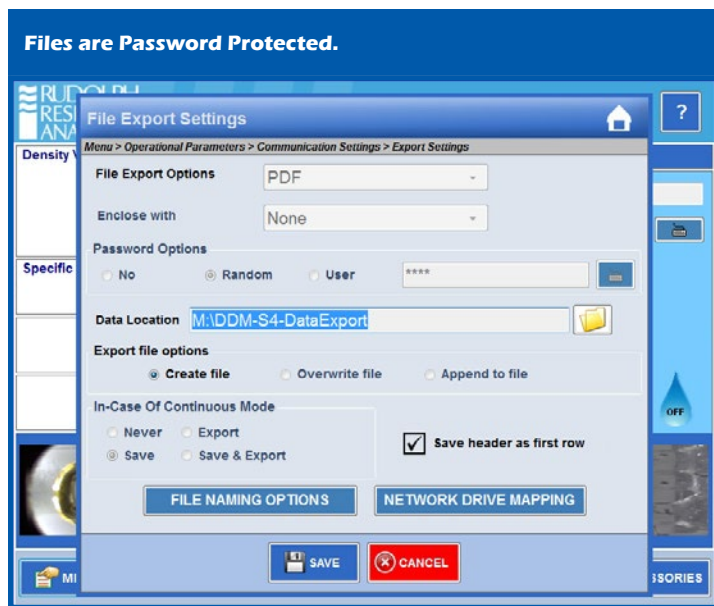 Files are Password Protected.
RUDOLPH
RES
ANA
?
File Export Settings
Menu > Operational Parameters > Communication Settings > Export Settings
Density
File Export Options PDF
Enclose with None
Password Options
Specific
No Random User ****
Data Location M:\DDM-S4-DataExport
Export file options
Create file Overwrite file Append to file
OFF
In-Case Of Continuous Mode
Never Export
Save Save & Export
Save header as first row
FILE NAMING OPTIONS NETWORK DRIVE MAPPING
SAVE CANCEL